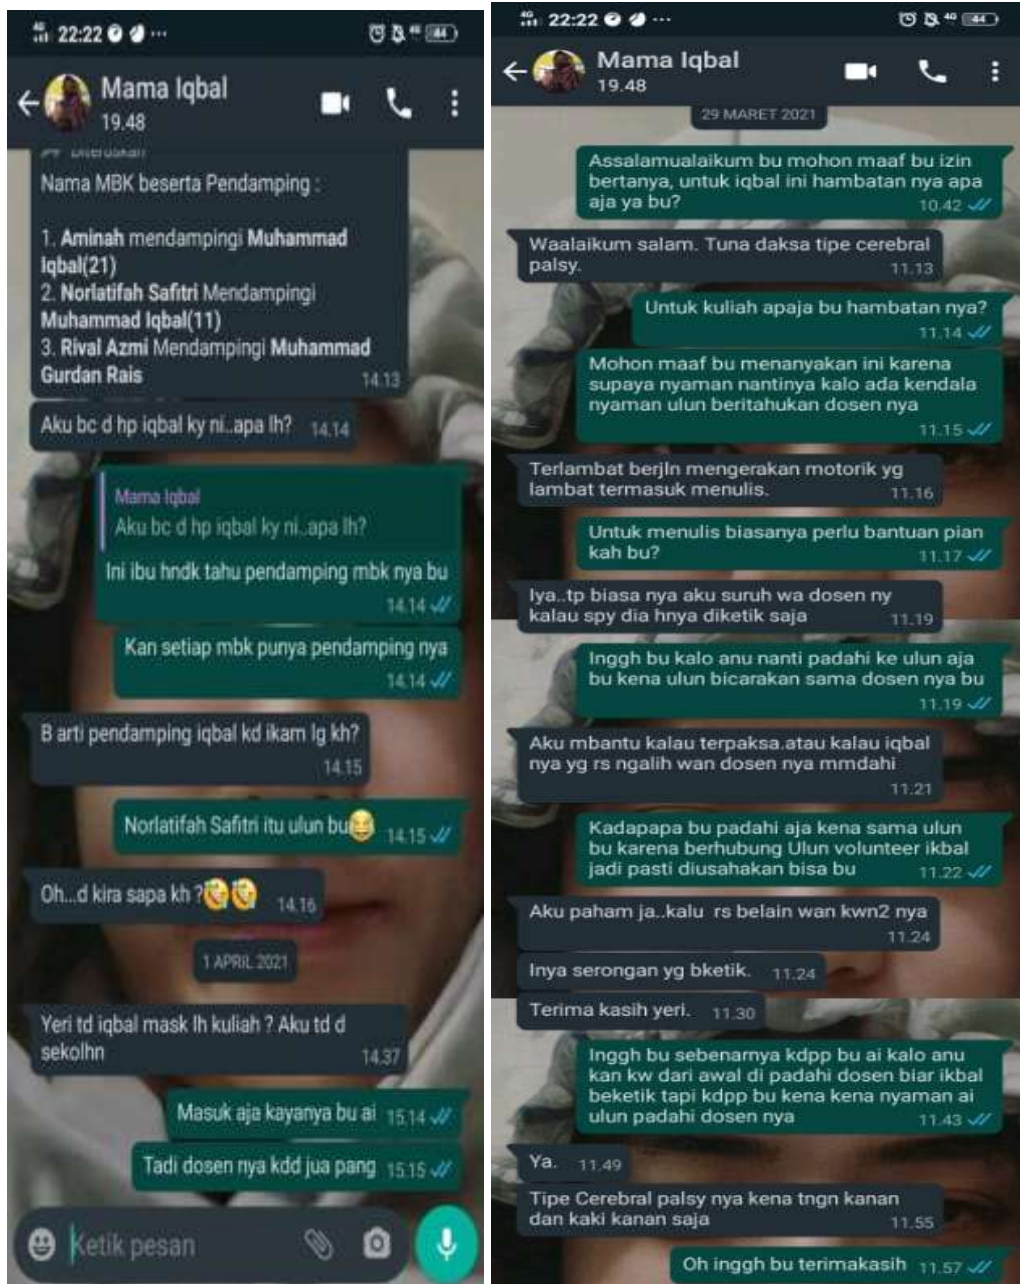 22:22
44
Mama Iqbal
19.48
Diteruskan
Nama MBK beserta Pendamping :
1. Aminah mendampingi Muhammad
Iqbal(21)
2. Norlatifah Safitri Mendampingi
Muhammad Iqbal(11)
3. Rival Azmi Mendampingi Muhammad
Gurdan Rais
14.13
Aku bc d hp iqbal ky ni..apa lh? 14.14
Mama Iqbal
Aku bc d hp iqbal ky ni..apa lh?
Ini ibu hndk tahu pendamping mbk nya bu
14.14
Kan setiap mbk punya pendamping nya
14.14
B arti pendamping iqbal kd ikam lg kh?
14.15
Norlatifah Safitri itu ulun bu 14.15
Oh...d kira sapa kh ? 14.16
1 APRIL 2021
Yeri td iqbal mask lh kuliah ? Aku td d
sekolhn
14.37
Masuk aja kayanya bu ai 15.14
Tadi dosen nya kdd jua pang 15.15
Ketik pesan
4G 22:22
4G 44
Mama Iqbal
19.48
29 MARET 2021
Assalamualaikum bu mohon maaf bu izin
bertanya, untuk iqbal ini hambatan nya apa
aja ya bu?
10.42
Waalaikum salam. Tuna daksa tipe cerebral
palsy.
11.13
Untuk kuliah apaja bu hambatan nya?
11.14
Mohon maaf bu menanyakan ini karena
supaya nyaman nantinya kalo ada kendala
nyaman ulun beritahukan dosen nya
11.15
Terlambat berjln mengerakan motorik yg
lambat termasuk menulis.
11.16
Untuk menulis biasanya perlu bantuan pian
kah bu?
11.17
Iya..tp biasa nya aku suruh wa dosen ny
kalau spy dia hnya diketik saja
11.19
Inggh bu kalo anu nanti padahi ke ulun aja
bu kena ulun bicarakan sama dosen nya bu
11.19
Aku mbantu kalau terpaksa.atau kalau iqbal
nya yg rs ngalih wan dosen nya mmdahi
11.21
Kadapapa bu padahi aja kena sama ulun
bu karena berhubung Ulun volunteer ikbal
jadi pasti diusahakan bisa bu
11.22
Aku paham ja..kalu rs belain wan kwn2 nya
11.24
Inya serongan yg bketik. 11.24
Terima kasih yeri. 11.30
Inggh bu sebenarnya kdpp bu ai kalo anu
kan kw dari awal di padahi dosen biar ikbal
beketik tapi kdpp bu kena kena nyaman ai
ulun padahi dosen nya
11.43
Ya. 11.49
Tipe Cerebral palsy nya kena tngn kanan
dan kaki kanan saja
11.55
Oh inggh bu terimakasih 11.57